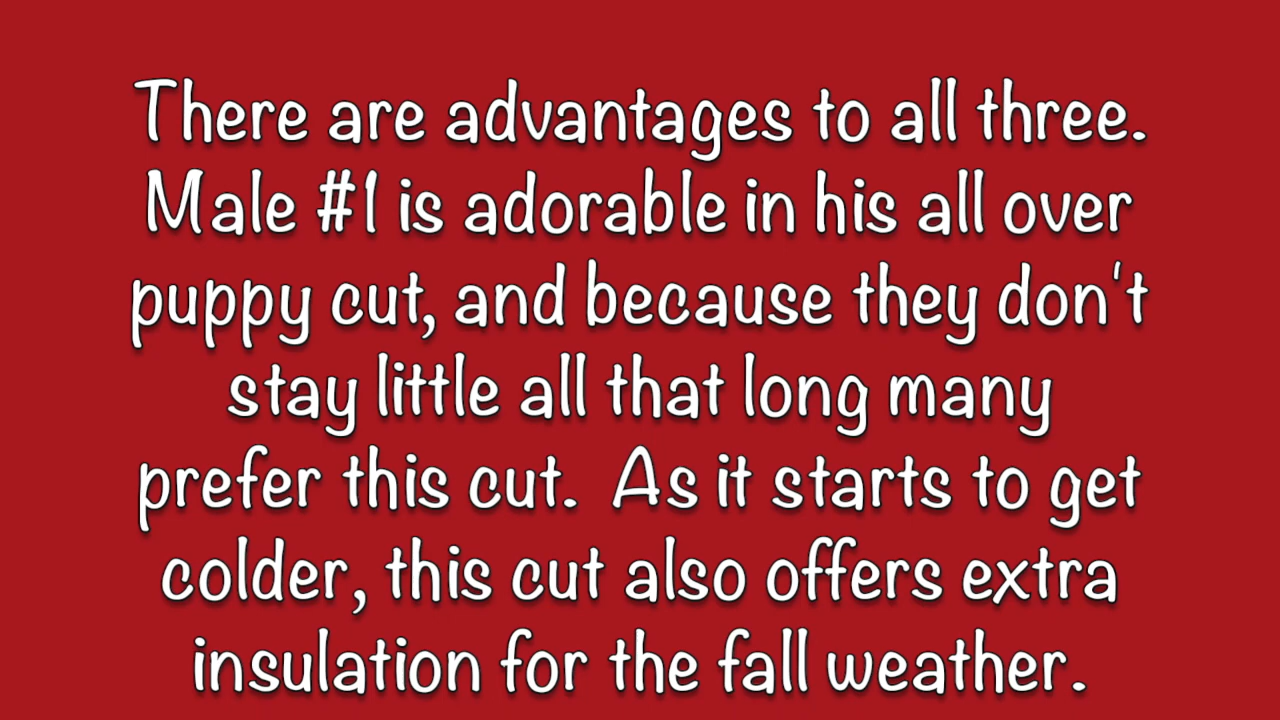 There are advantages to all three.
Male #1 is adorable in his all over
puppy cut, and because they don't
stay little all that long many
prefer this cut.  As it starts to get
colder, this cut also offers extra
insulation for the fall weather.